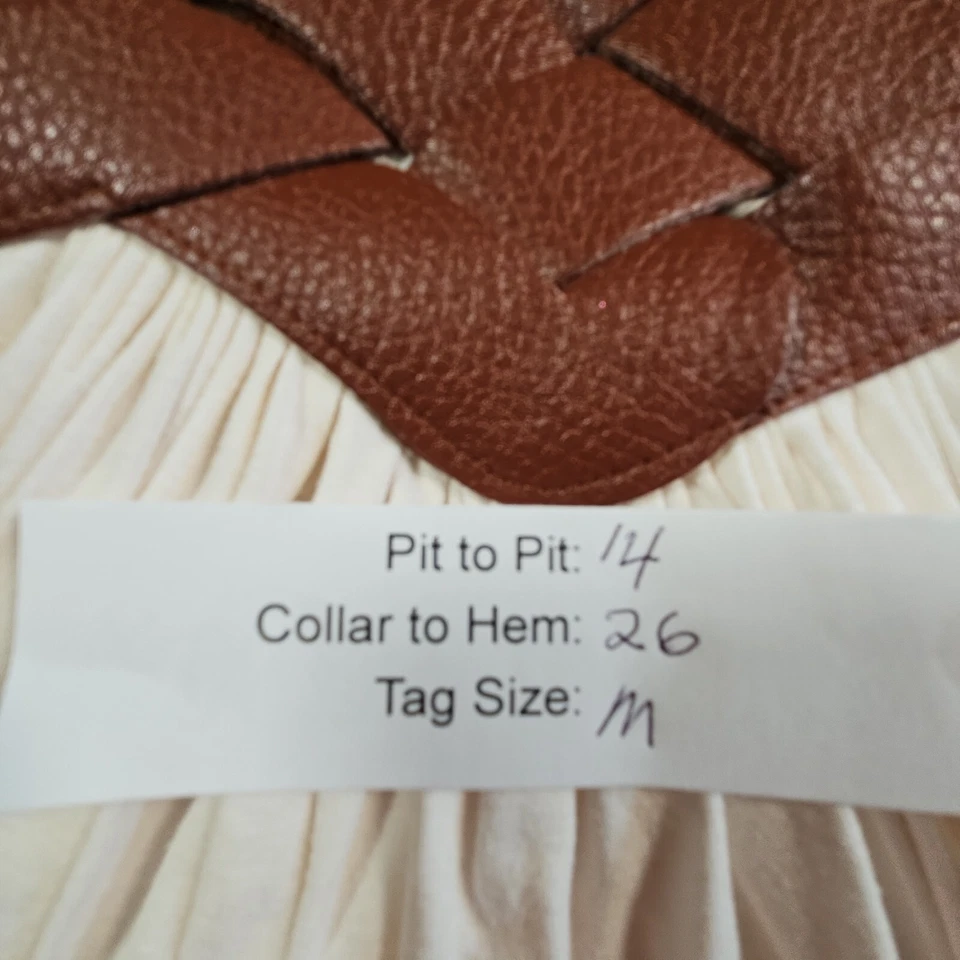 Pit to Pit: 14
Collar to Hem: 26
Tag Size: M